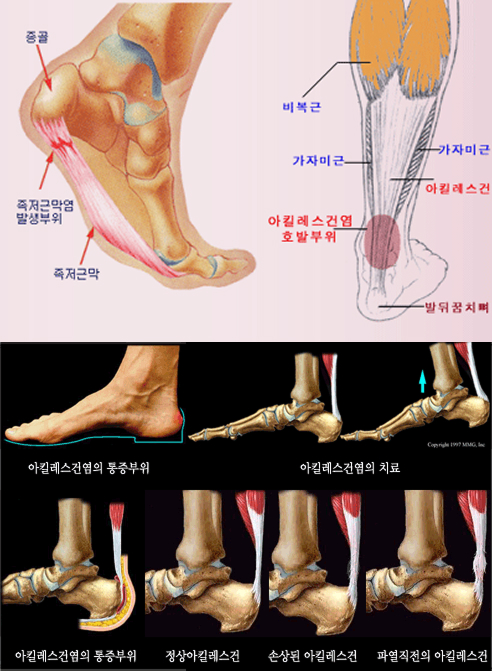 종골
족저근막염
발생부위
족저근막
비복근
가자미근
가자미근
아킬레스건
아킬레스건염
호발부위
발뒤꿈치뼈
아킬레스건염의 통중부위
아킬레스건염의 치료
Copyright 1997 MMG, Inc
아킬레스건염의 통중부위
정상아킬레스건
손상된 아킬레스건
파열직전의 아킬레스건